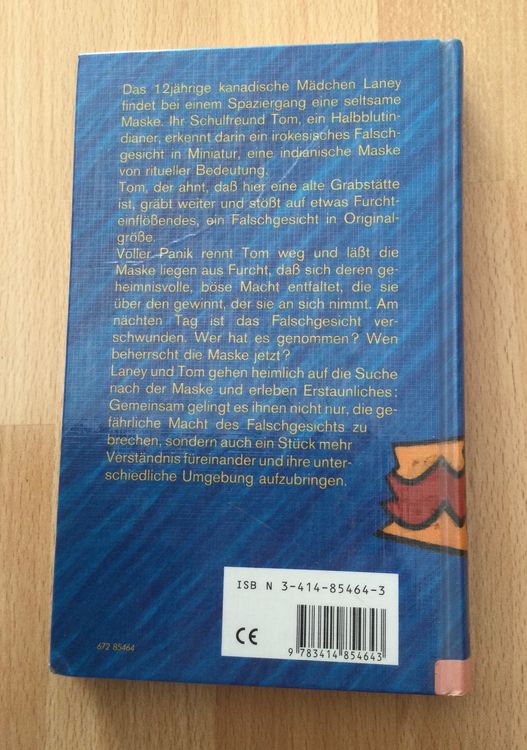 Das 12jährige kanadische Mädchen Laney
findet bei einem Spaziergang eine seltsame
Maske. Ihr Schulfreund Tom, ein Halbblutin-
dianer, erkennt darin ein irokesisches Falsch-
gesicht in Miniatur, eine indianische Maske
von ritueller Bedeutung.
Tom, der ahnt, daß hier eine alte Grabstätte
ist, gräbt weiter und stößt auf etwas Furcht-
einflößendes, ein Falschgesicht in Original-
größe.
Voller Panik rennt Tom weg und läßt die
Maske liegen aus Furcht, daß sich deren ge-
heimnisvolle, böse Macht entfaltet, die sie
über den gewinnt, der sie an sich nimmt. Am
nächsten Tag ist das Falschgesicht ver-
schwunden. Wer hat es genommen? Wen
beherrscht die Maske jetzt?
Laney und Tom gehen heimlich auf die Suche
nach der Maske und erleben Erstaunliches:
Gemeinsam gelingt es ihnen nicht nur, die ge-
fährliche Macht des Falschgesichts zu
brechen, sondern auch ein Stück mehr
Verständnis füreinander und ihre unter-
schiedliche Umgebung aufzubringen.
ISB N 3-414-85464-3
CE
9 783414 854643
672 85464